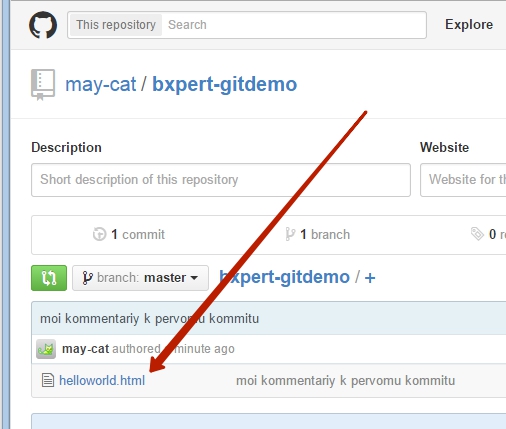 This repository Search Explore
may-cat / bxpert-gitdemo
Description Website
Short description of this repository Website for
1 commit 1 branch 0
branch: master bxpert-gitdemo / +
moi kommentariy k pervomu kommitu
may-cat authored minute ago
helloworld.html moi kommentariy k pervomu kommitu